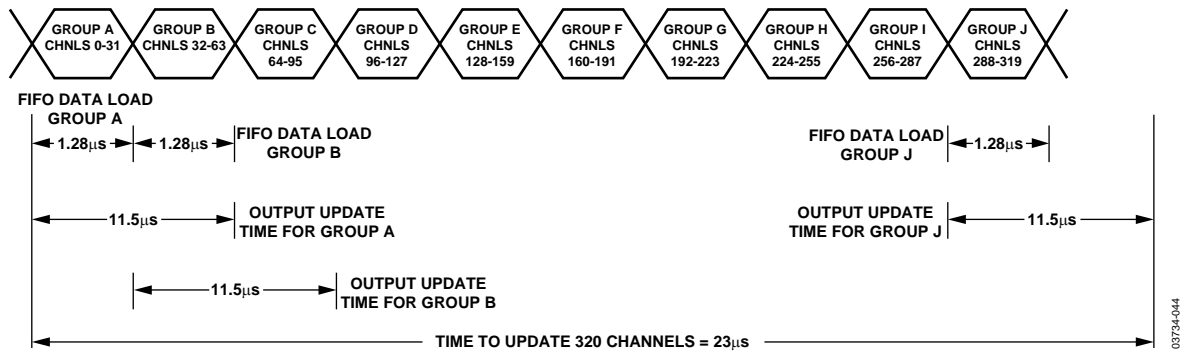 GROUP A
CHNLS 0-31
GROUP B
CHNLS 32-63
GROUP C
CHNLS
64-95
GROUP D
CHNLS
96-127
GROUP E
CHNLS
128-159
GROUP F
CHNLS
160-191
GROUP G
CHNLS
192-223
GROUP H
CHNLS
224-255
GROUP I
CHNLS
256-287
GROUP J
CHNLS
288-319
FIFO DATA LOAD
GROUP A
1.28μs
1.28μs
FIFO DATA LOAD
GROUP B
FIFO DATA LOAD
GROUP J
1.28μs
11.5μs
OUTPUT UPDATE
TIME FOR GROUP A
OUTPUT UPDATE
TIME FOR GROUP J
11.5μs
11.5μs
OUTPUT UPDATE
TIME FOR GROUP B
TIME TO UPDATE 320 CHANNELS = 23μs
03734-044